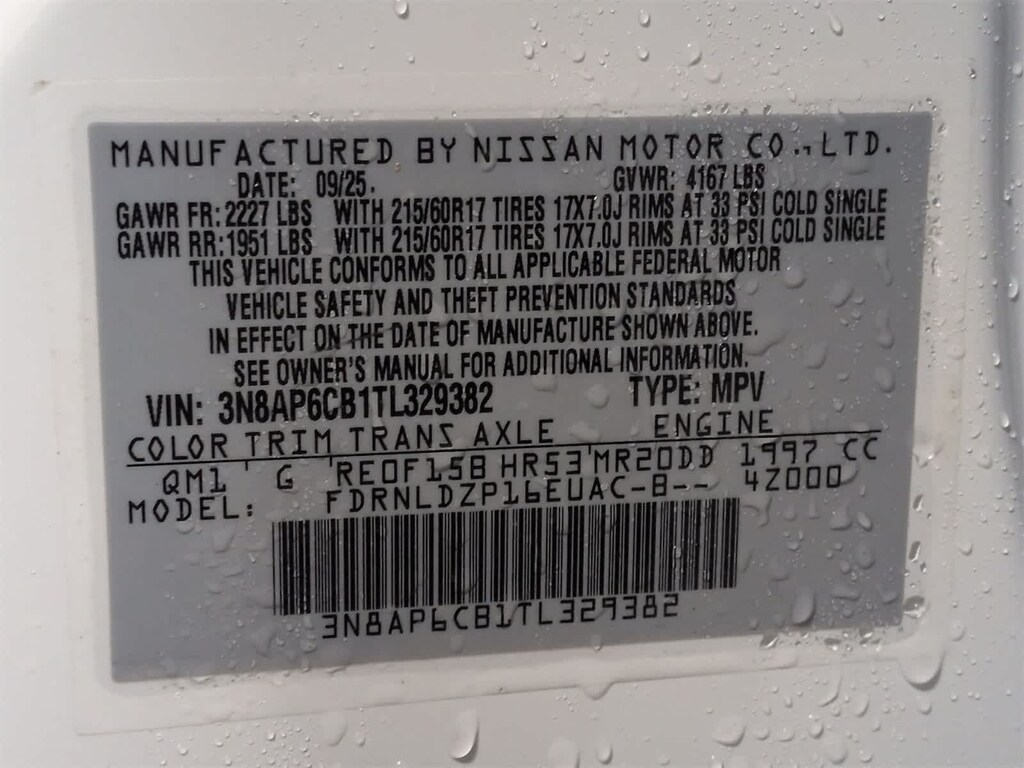 MANUFACTURED BY NISSAN MOTOR CO., LTD.
DATE: 09/25. GVWR: 4167 LBS
GAWR FR: 2227 LBS WITH 215/60R17 TIRES 17X7.0J RIMS AT 33 PSI COLD SINGLE
GAWR RR: 1951 LBS WITH 215/60R17 TIRES 17X7.0J RIMS AT 33 PSI COLD SINGLE
THIS VEHICLE CONFORMS TO ALL APPLICABLE FEDERAL MOTOR
VEHICLE SAFETY AND THEFT PREVENTION STANDARDS
IN EFFECT ON THE DATE OF MANUFACTURE SHOWN ABOVE.
SEE OWNER'S MANUAL FOR ADDITIONAL INFORMATION.
VIN: 3N8AP6CB1TL329382 TYPE: MPV
COLOR TRIM TRANS AXLE ENGINE
QM1 G RE0F15B HR53 MR20DD 1997 CC
MODEL: FDRNLDZP16EUAC-B-- 4Z000
3N8AP6CB1TL329382